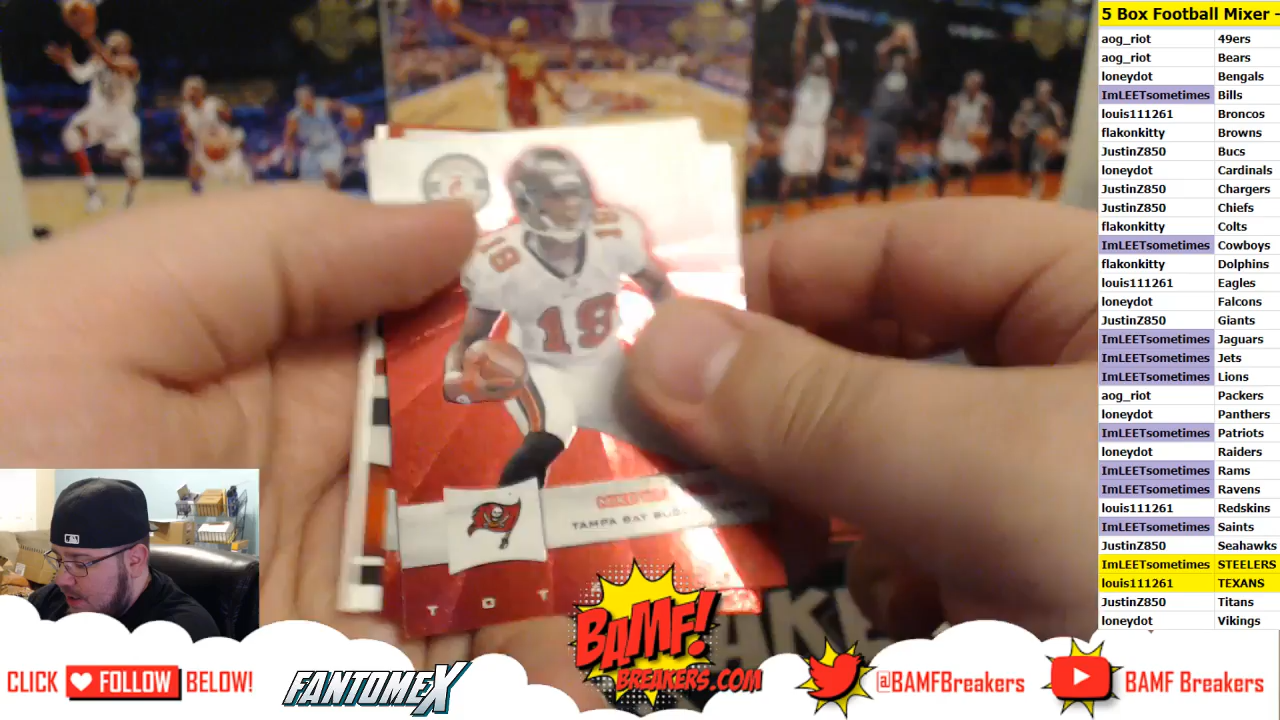 5 Box Football Mixer -
aog_riot 49ers
aog_riot Bears
loneydot Bengals
ImLEETsometimes Bills
louis111261 Broncos
flakonkitty Browns
JustinZ850 Bucs
loneydot Cardinals
JustinZ850 Chargers
JustinZ850 Chiefs
flakonkitty Colts
ImLEETsometimes Cowboys
flakonkitty Dolphins
louis111261 Eagles
loneydot Falcons
JustinZ850 Giants
ImLEETsometimes Jaguars
ImLEETsometimes Jets
ImLEETsometimes Lions
aog_riot Packers
loneydot Panthers
ImLEETsometimes Patriots
loneydot Raiders
ImLEETsometimes Rams
ImLEETsometimes Ravens
louis111261 Redskins
ImLEETsometimes Saints
JustinZ850 Seahawks
ImLEETsometimes STEELERS
louis111261 TEXANS
JustinZ850 Titans
loneydot Vikings
18
18
18
TAMPA BAY
T O T
CLICK FOLLOW BELOW!
FANTOMEX
BAMF!
BREAKERS.COM
@BAMFBreakers
BAMF Breakers